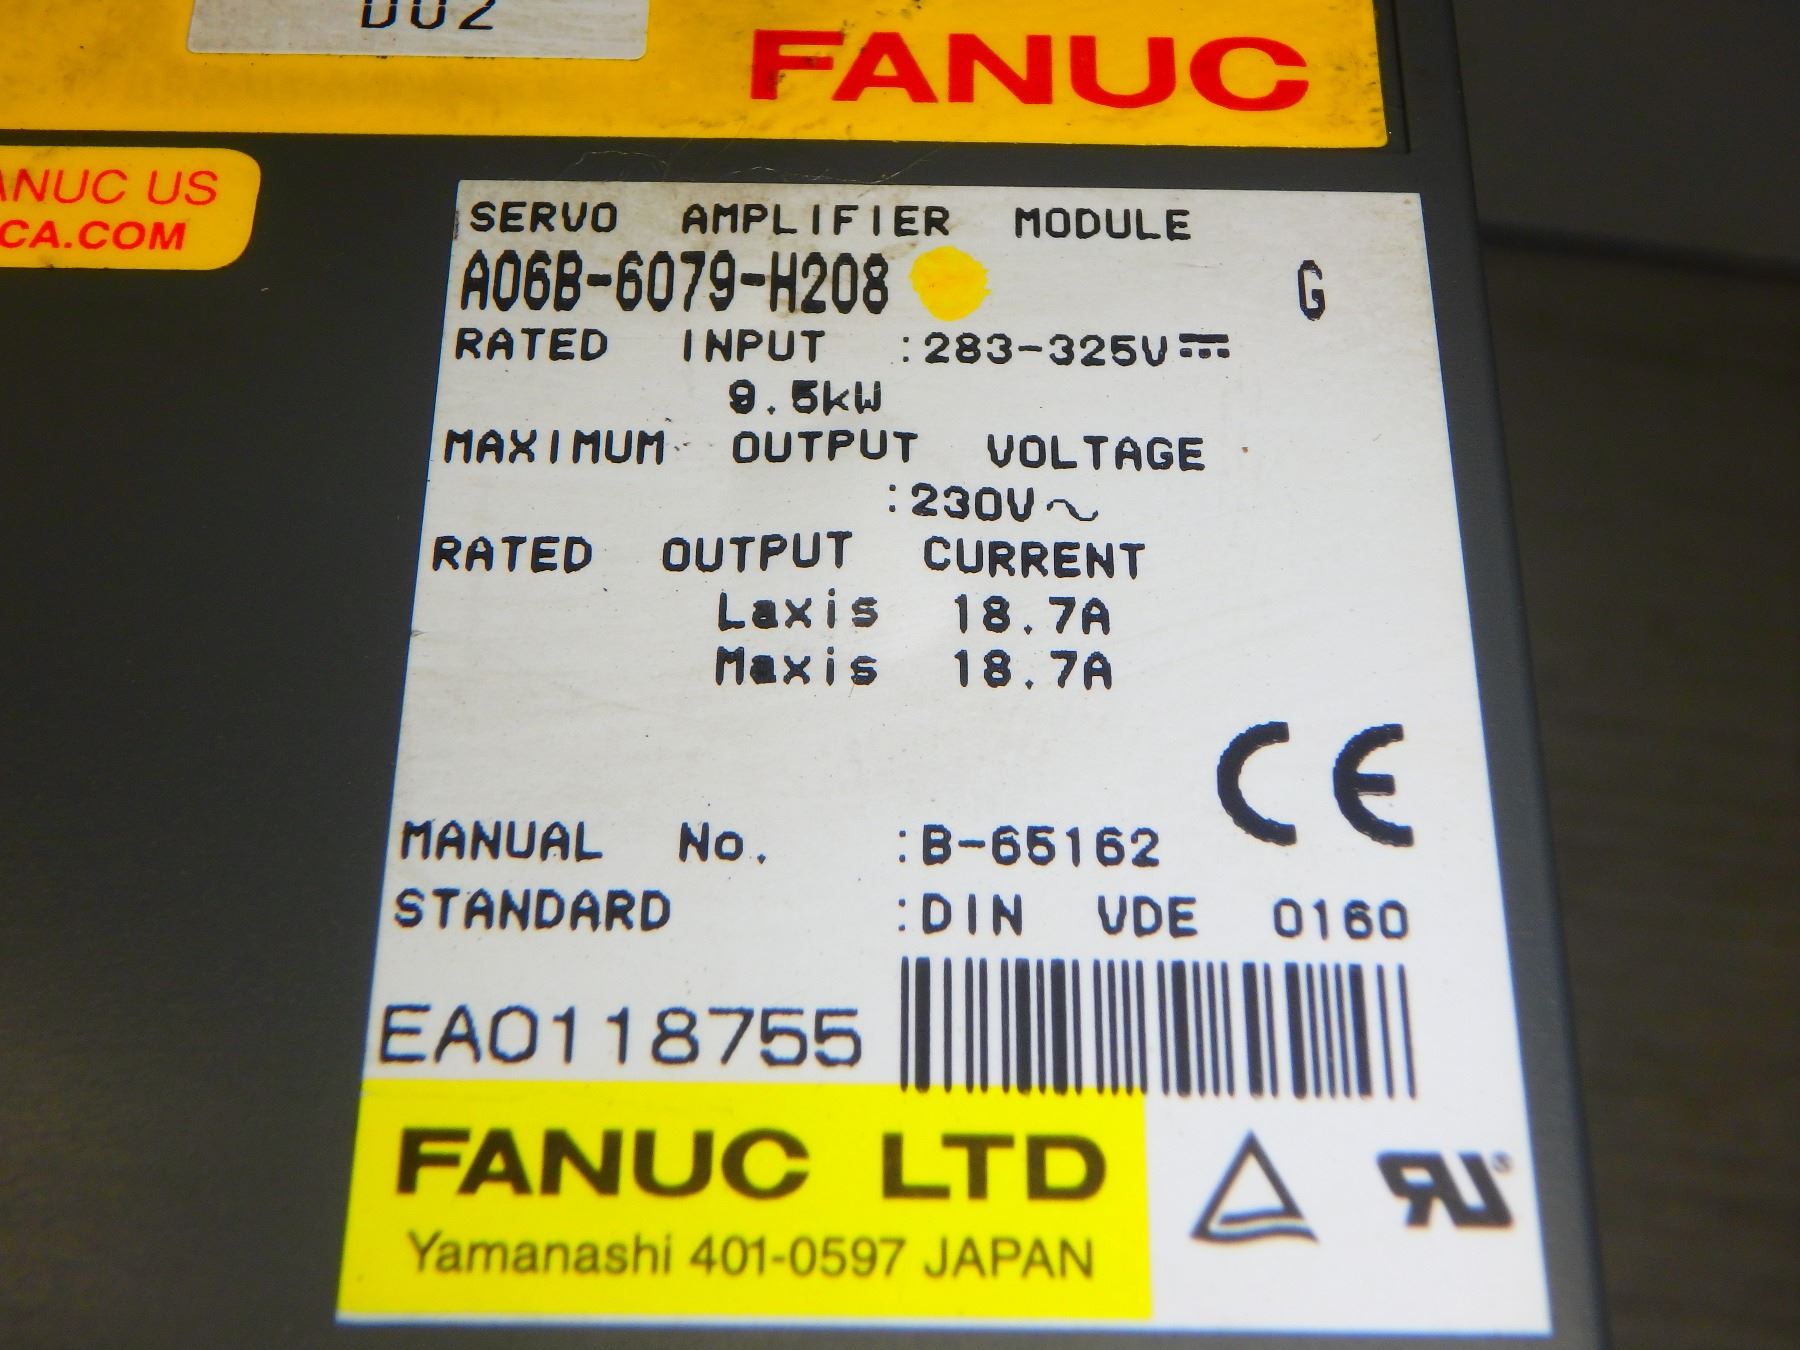 FANUC
US
CA.COM
SERVO AMPLIFIER MODULE
A06B-6079-H208 G
RATED INPUT :283-325V⎓
9.5kW
MAXIMUM OUTPUT VOLTAGE
:230V~
RATED OUTPUT CURRENT
Laxis 18.7A
Maxis 18.7A
CE
MANUAL No. :B-65162
STANDARD :DIN VDE 0160
EA0118755
FANUC LTD
Yamanashi 401-0597 JAPAN